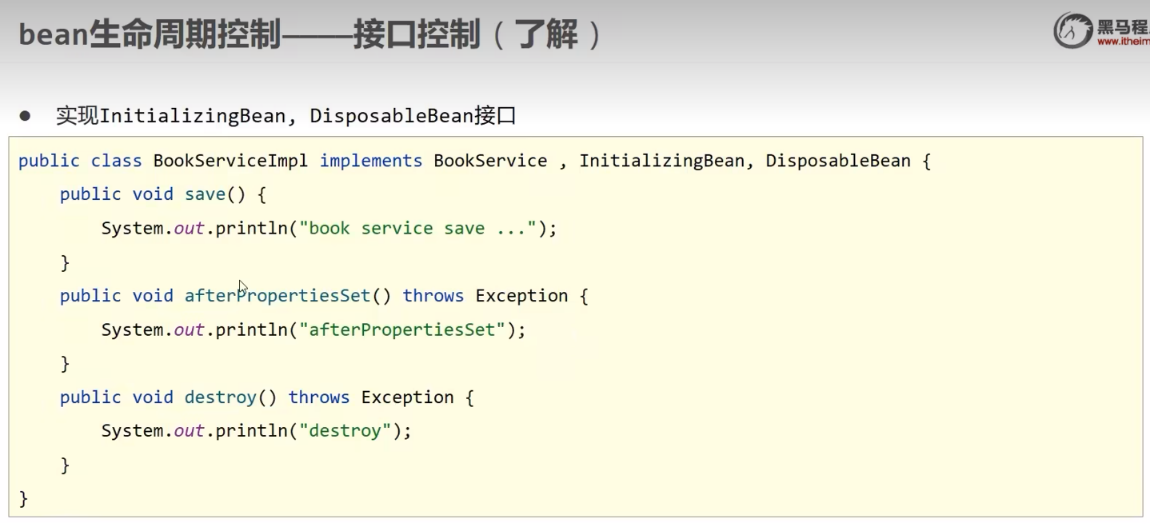 bean生命周期控制——接口控制（了解）
黑马程
www.itheim
● 实现InitializingBean, DisposableBean接口
public class BookServiceImpl implements BookService , InitializingBean, DisposableBean {
    public void save() {
        System.out.println("book service save ...");
    }
    public void afterPropertiesSet() throws Exception {
        System.out.println("afterPropertiesSet");
    }
    public void destroy() throws Exception {
        System.out.println("destroy");
    }
}